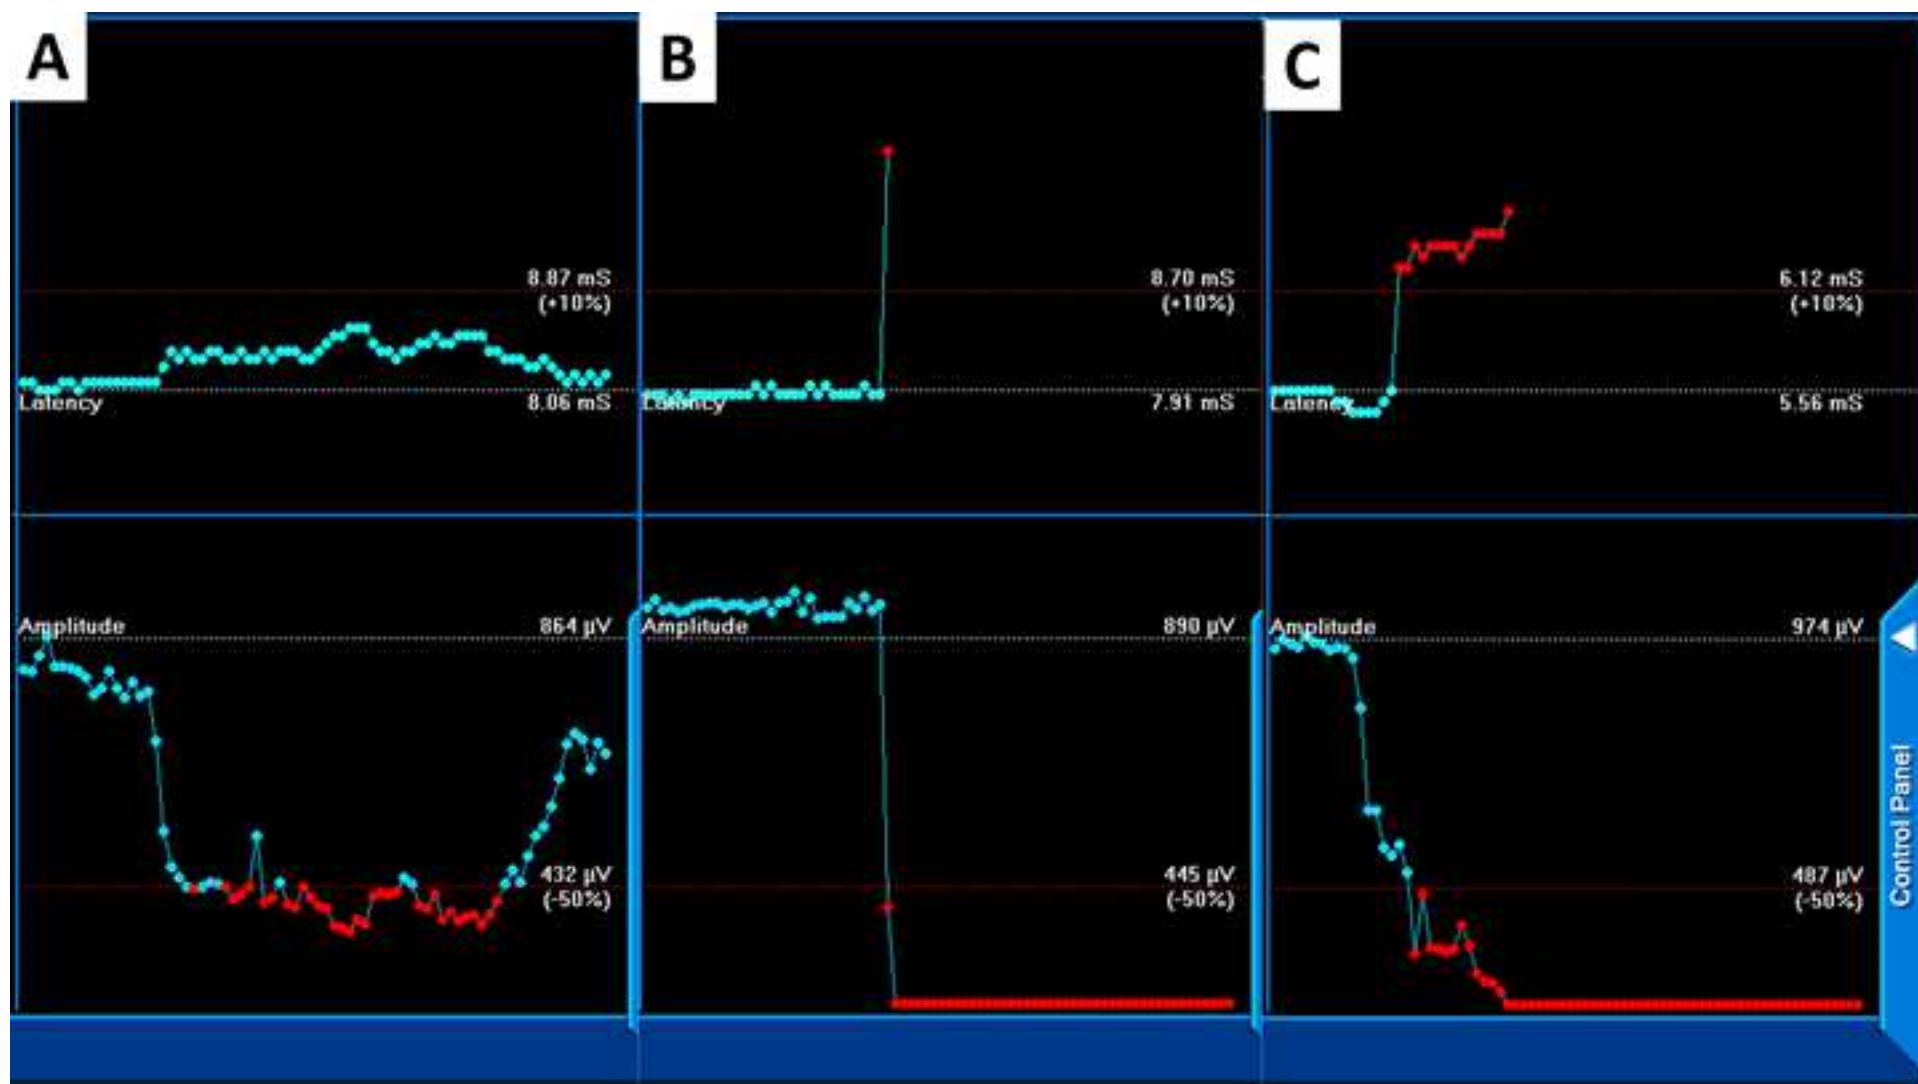 A
B
C
8.87 mS
(+10%)
Latency
8.06 mS
8.70 mS
(+10%)
Latency
7.91 mS
6.12 mS
(+10%)
Latency
5.56 mS
Amplitude
864 µV
432 µV
(-50%)
Amplitude
890 µV
445 µV
(-50%)
Amplitude
974 µV
487 µV
(-50%)
Control Panel